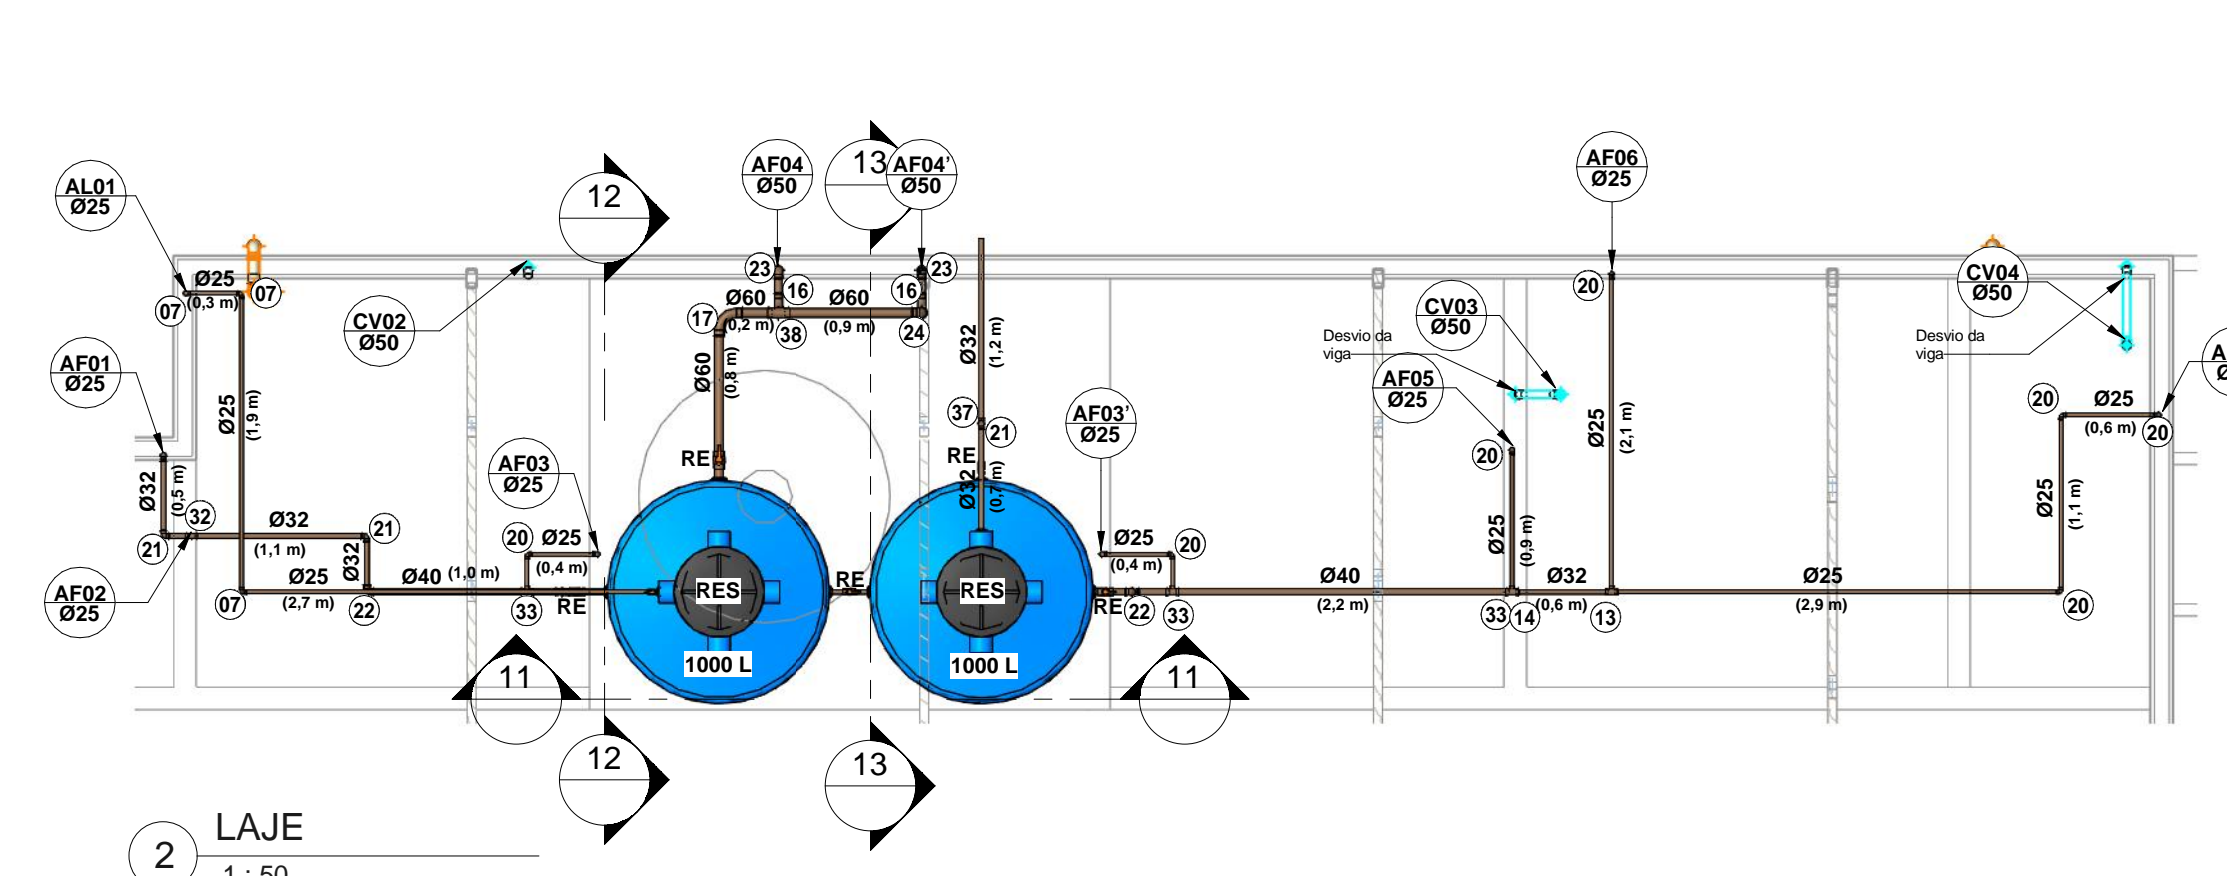 13
AF04
Ø50
AF04'
Ø50
AF06
Ø25
AL01
Ø25
12
Ø25
(0,3 m)
07
07
23
16
16
23
20
CV04
Ø50
CV02
Ø50
17
Ø60
(0,2 m)
38
Ø60
(0,9 m)
24
Ø32
(1,2 m)
CV03
Ø50
Desvio da
viga
Desvio da
viga
AF01
Ø25
Ø60
(0,8 m)
AF05
Ø25
Ø25
(1,9 m)
AF03'
Ø25
37
21
Ø25
(2,1 m)
20
Ø25
(0,6 m)
20
RE
RE
AF03
Ø25
20
Ø32
(0,5 m)
32
Ø32
(0,7 m)
Ø25
(1,1 m)
21
Ø32
(1,1 m)
21
Ø32
20
Ø25
(0,4 m)
Ø25
(0,4 m)
20
Ø25
(0,9 m)
AF02
Ø25
07
Ø25
(2,7 m)
22
Ø40
(1,0 m)
33
RE
RES
RE
RES
RE
22
33
Ø40
(2,2 m)
33
14
Ø32
(0,6 m)
13
Ø25
(2,9 m)
20
1000 L
1000 L
11
11
12
13
2
LAJE
1 : 50